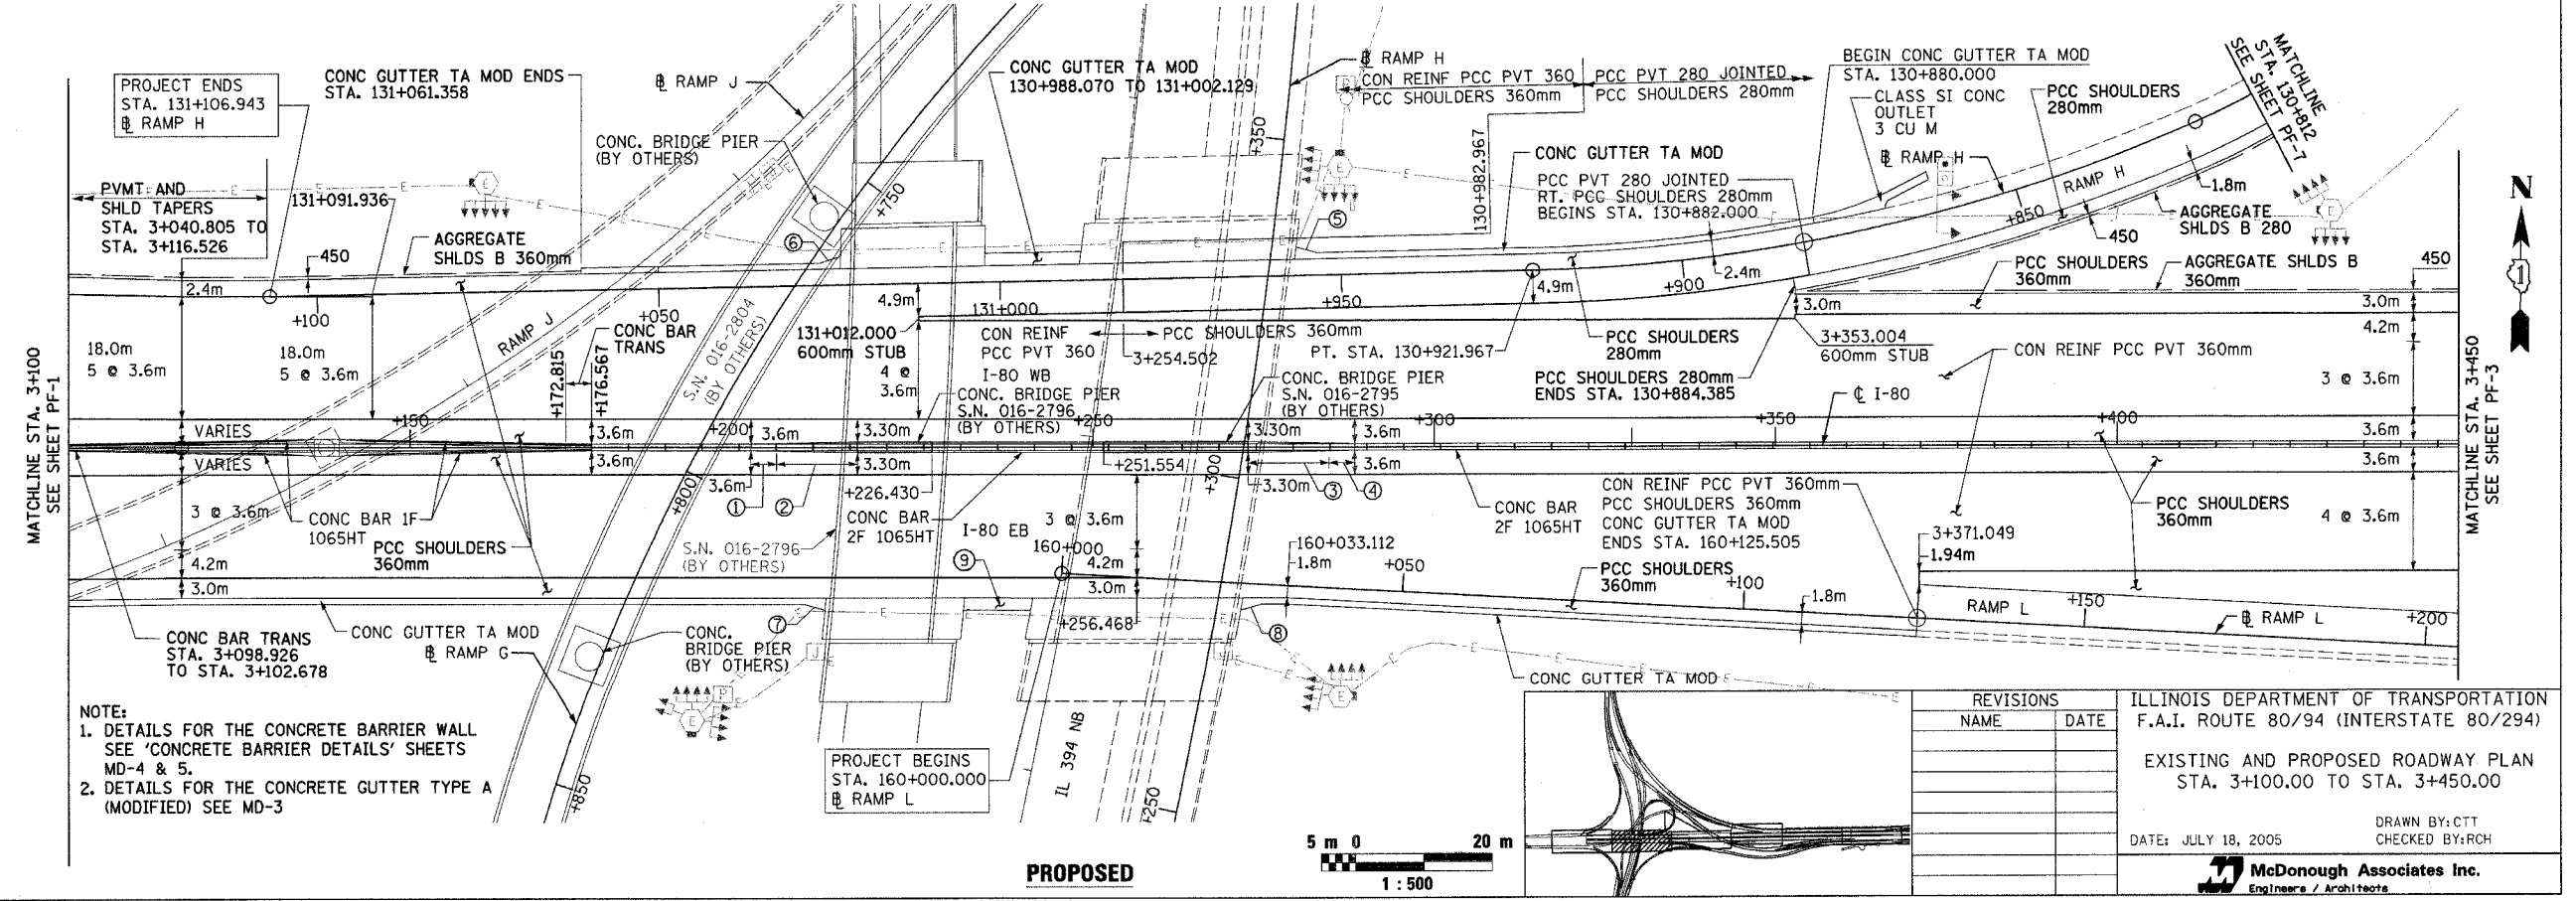 PROJECT ENDS
STA. 131+106.943
℄ RAMP H
CONC GUTTER TA MOD ENDS
STA. 131+061.358
℄ RAMP J
CONC. BRIDGE PIER
(BY OTHERS)
CONC GUTTER TA MOD
130+988.070 TO 131+002.129
℄ RAMP H
CON REINF PCC PVT 360
PCC SHOULDERS 360mm
PCC PVT 280 JOINTED
PCC SHOULDERS 280mm
BEGIN CONC GUTTER TA MOD
STA. 130+880.000
CLASS SI CONC
OUTLET
3 CU M
PCC SHOULDERS
280mm
MATCHLINE
STA. 130+812
SEE SHEET PF-7
PVMT AND
SHLD TAPERS
STA. 3+040.805 TO
STA. 3+116.526
131+091.936
AGGREGATE
SHLDS B 360mm
450
+750
+350
130+982.967
CONC GUTTER TA MOD
PCC PVT 280 JOINTED
RT. PCC SHOULDERS 280mm
BEGINS STA. 130+882.000
℄ RAMP H
RAMP H
1.8m
+850
AGGREGATE
SHLDS B 280
450
N
1
⑤
⑥
2.4m
+100
+050
4.9m
131+000
+950
4.9m
+900
2.4m
PCC SHOULDERS
360mm
AGGREGATE SHLDS B
360mm
450
3.0m
3.0m
4.2m
RAMP J
CONC BAR
TRANS
S.N. 016-2804
(BY OTHERS)
131+012.000
600mm STUB
4 @
3.6m
CON REINF
PCC PVT 360
I-80 WB
PCC SHOULDERS 360mm
3+254.502
PT. STA. 130+921.967
PCC SHOULDERS
280mm
3+353.004
600mm STUB
CON REINF PCC PVT 360mm
18.0m
5 @ 3.6m
18.0m
5 @ 3.6m
+172.815
+176.567
CONC. BRIDGE PIER
S.N. 016-2796
(BY OTHERS)
CONC. BRIDGE PIER
S.N. 016-2795
(BY OTHERS)
PCC SHOULDERS 280mm
ENDS STA. 130+884.385
℄ I-80
3 @ 3.6m
MATCHLINE STA. 3+100
SEE SHEET PF-1
MATCHLINE STA. 3+450
SEE SHEET PF-3
VARIES
+150
3.6m
+200
3.6m
3.30m
+250
3.30m
3.6m
+300
+350
+400
3.6m
VARIES
3.6m
3.6m
3.30m
+251.554
3.30m
3.6m
3.6m
①
②
③
④
+226.430
+300
+800
3 @ 3.6m
CONC BAR 1F
1065HT
PCC SHOULDERS
360mm
S.N. 016-2796
(BY OTHERS)
CONC BAR
2F 1065HT
I-80 EB
3 @ 3.6m
160+000
4.2m
CONC BAR
2F 1065HT
CON REINF PCC PVT 360mm
PCC SHOULDERS 360mm
CONC GUTTER TA MOD
ENDS STA. 160+125.505
PCC SHOULDERS
360mm
4 @ 3.6m
3+371.049
1.94m
4.2m
3.0m
⑨
3.0m
160+033.112
1.8m
+050
PCC SHOULDERS
360mm
+100
1.8m
RAMP L
+150
℄ RAMP L
+200
+256.468
⑦
⑧
CONC BAR TRANS
STA. 3+098.926
TO STA. 3+102.678
CONC GUTTER TA MOD
℄ RAMP G
CONC.
BRIDGE PIER
(BY OTHERS)
CONC GUTTER TA MOD
NOTE:
1. DETAILS FOR THE CONCRETE BARRIER WALL
SEE 'CONCRETE BARRIER DETAILS' SHEETS
MD-4 & 5.
2. DETAILS FOR THE CONCRETE GUTTER TYPE A
(MODIFIED) SEE MD-3
+850
PROJECT BEGINS
STA. 160+000.000
℄ RAMP L
IL 394 NB
+250
PROPOSED
5 m 0 20 m
1 : 500
REVISIONS
NAME DATE
ILLINOIS DEPARTMENT OF TRANSPORTATION
F.A.I. ROUTE 80/94 (INTERSTATE 80/294)
EXISTING AND PROPOSED ROADWAY PLAN
STA. 3+100.00 TO STA. 3+450.00
DRAWN BY: CTT
DATE: JULY 18, 2005
CHECKED BY: RCH
McDonough Associates Inc.
Engineers / Architects